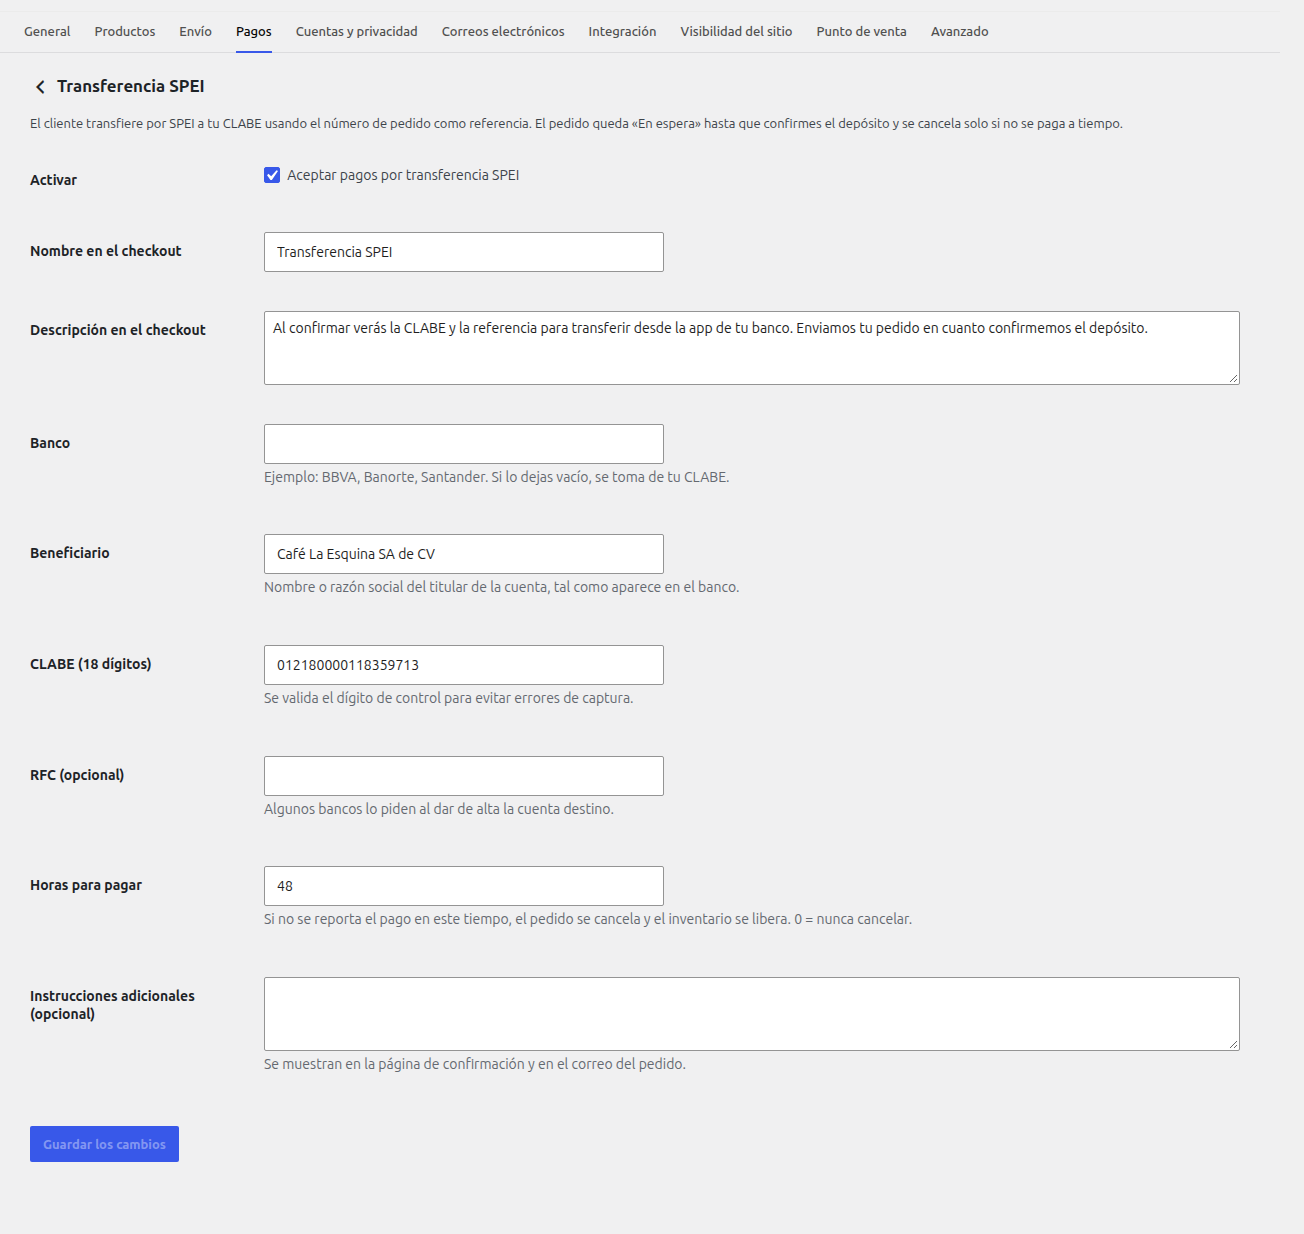 General Productos Envío Pagos Cuentas y privacidad Correos electrónicos Integración Visibilidad del sitio Punto de venta Avanzado
Transferencia SPEI
El cliente transfiere por SPEI a tu CLABE usando el número de pedido como referencia. El pedido queda «En espera» hasta que confirmes el depósito y se cancela solo si no se paga a tiempo.
Activar
Aceptar pagos por transferencia SPEI
Nombre en el checkout
Transferencia SPEI
Descripción en el checkout
Al confirmar verás la CLABE y la referencia para transferir desde la app de tu banco. Enviamos tu pedido en cuanto confirmemos el depósito.
Banco
Ejemplo: BBVA, Banorte, Santander. Si lo dejas vacío, se toma de tu CLABE.
Beneficiario
Café La Esquina SA de CV
Nombre o razón social del titular de la cuenta, tal como aparece en el banco.
CLABE (18 dígitos)
012180000118359713
Se valida el dígito de control para evitar errores de captura.
RFC (opcional)
Algunos bancos lo piden al dar de alta la cuenta destino.
Horas para pagar
48
Si no se reporta el pago en este tiempo, el pedido se cancela y el inventario se libera. 0 = nunca cancelar.
Instrucciones adicionales
(opcional)
Se muestran en la página de confirmación y en el correo del pedido.
Guardar los cambios